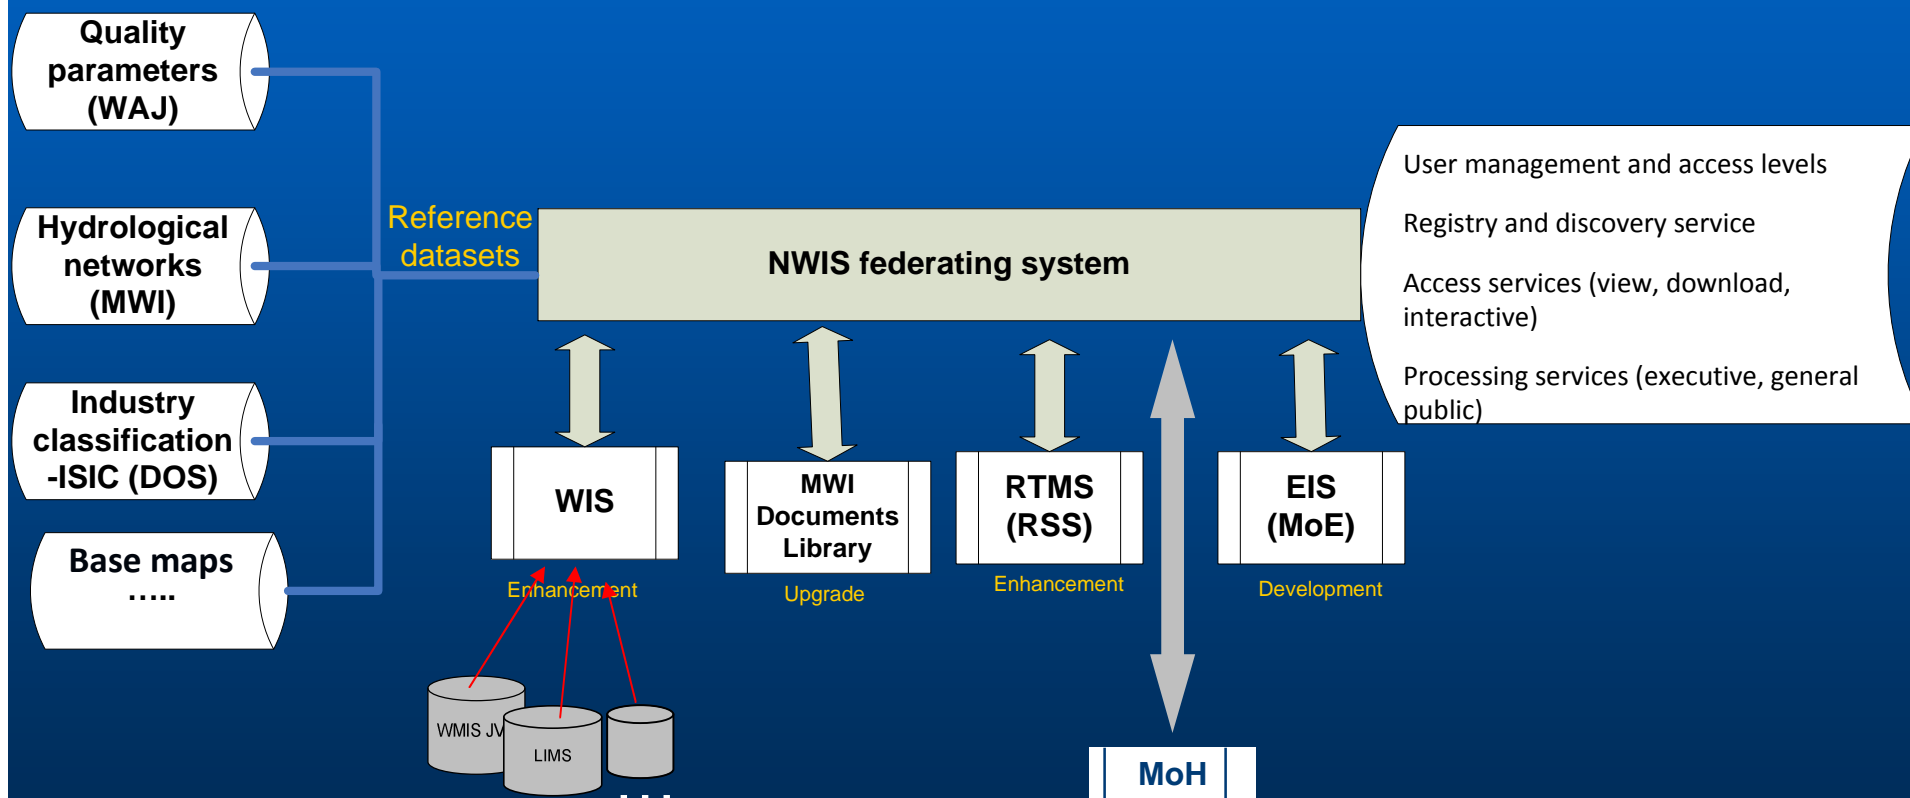 Quality
parameters
(WAJ)
Hydrological
networks
(MWI)
Industry
classification
-ISIC (DOS)
Base maps
.....
Reference
datasets
NWIS federating system
User management and access levels
Registry and discovery service
Access services (view, download,
interactive)
Processing services (executive, general
public)
WIS
Enhancement
MWI
Documents
Library
Upgrade
RTMS
(RSS)
Enhancement
EIS
(MoE)
Development
WMIS JV
LIMS
MoH